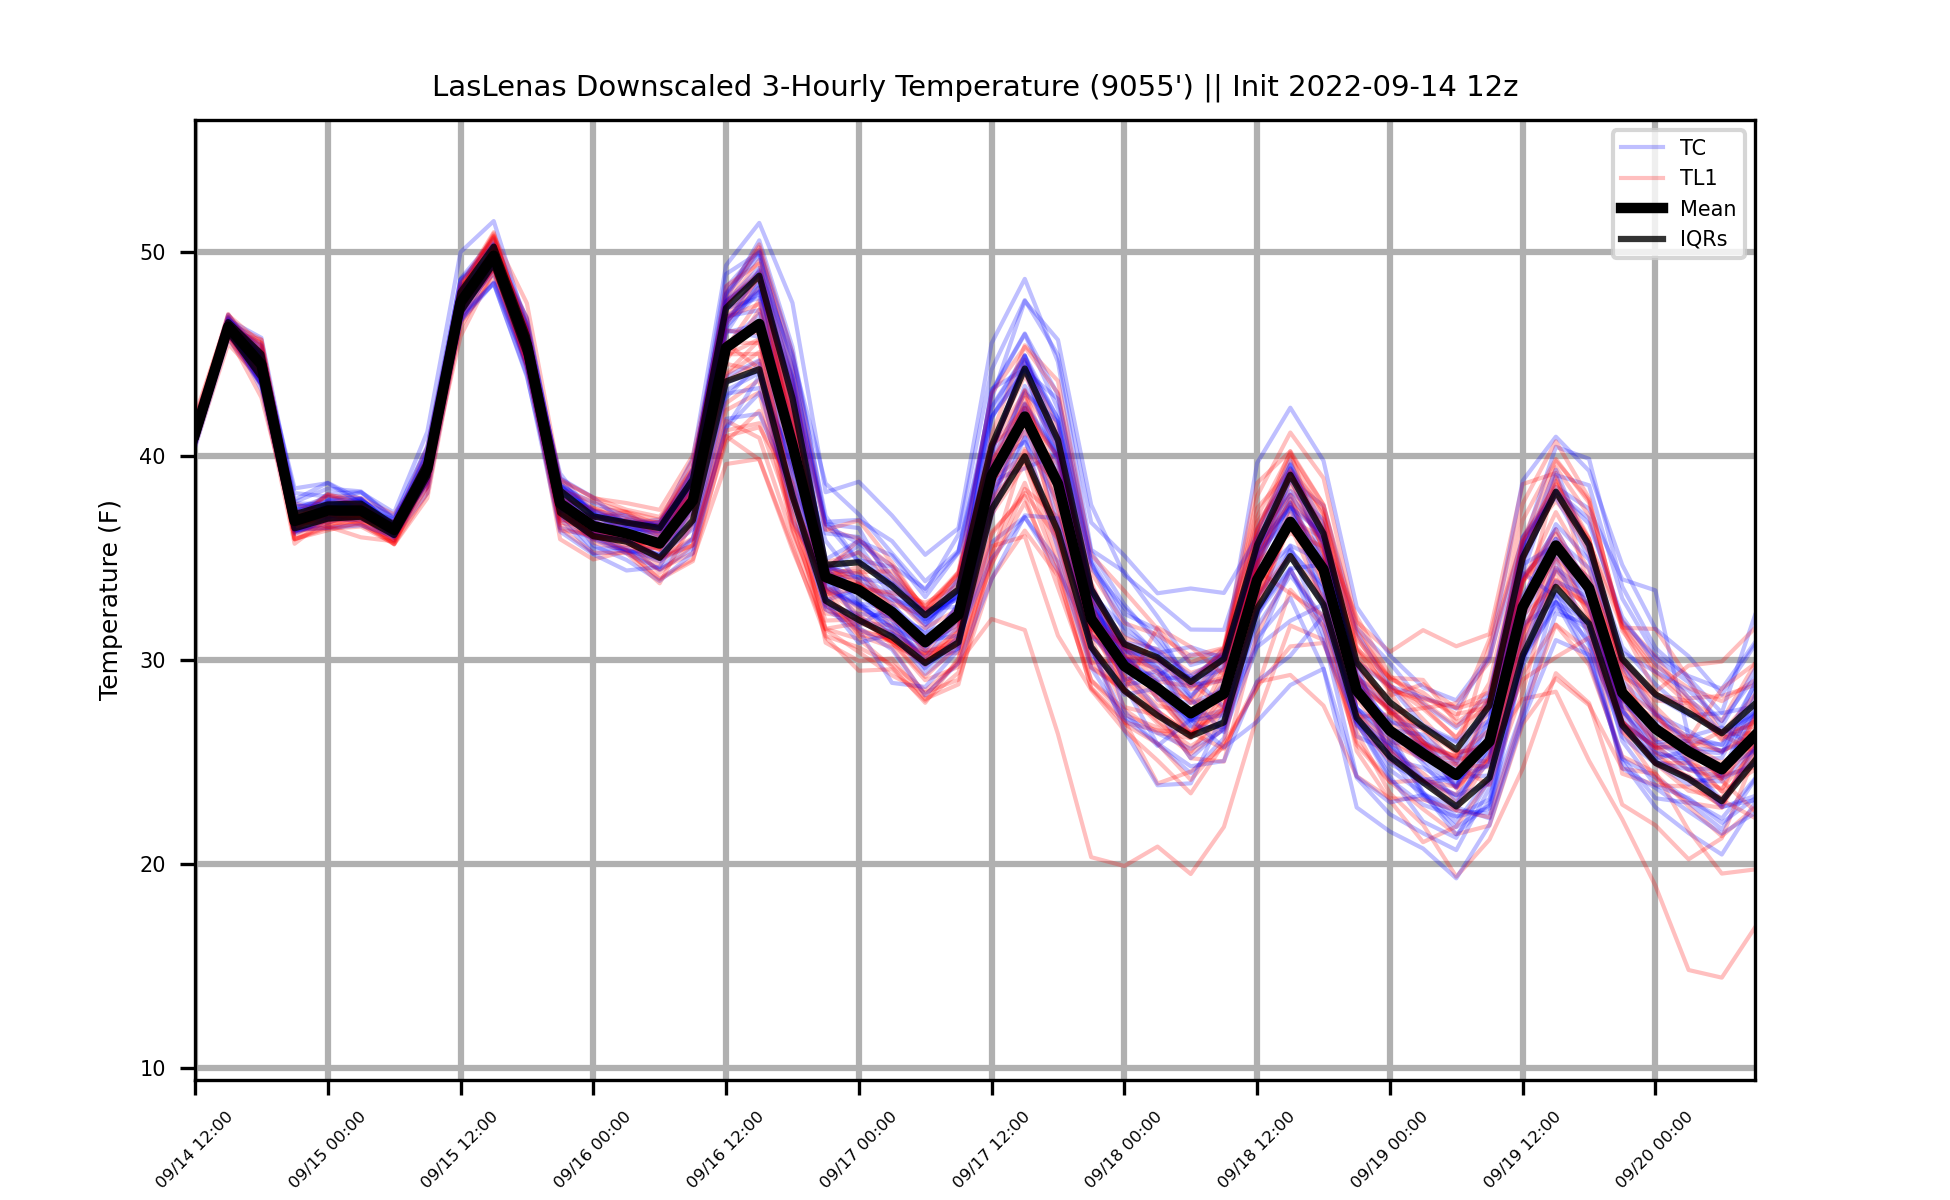 LasLenas Downscaled 3-Hourly Temperature (9055') || Init 2022-09-14 12z
TC
TL1
Mean
IQRs
Temperature (F)
50
40
30
20
10
09/14 12:00
09/15 00:00
09/15 12:00
09/16 00:00
09/16 12:00
09/17 00:00
09/17 12:00
09/18 00:00
09/18 12:00
09/19 00:00
09/19 12:00
09/20 00:00